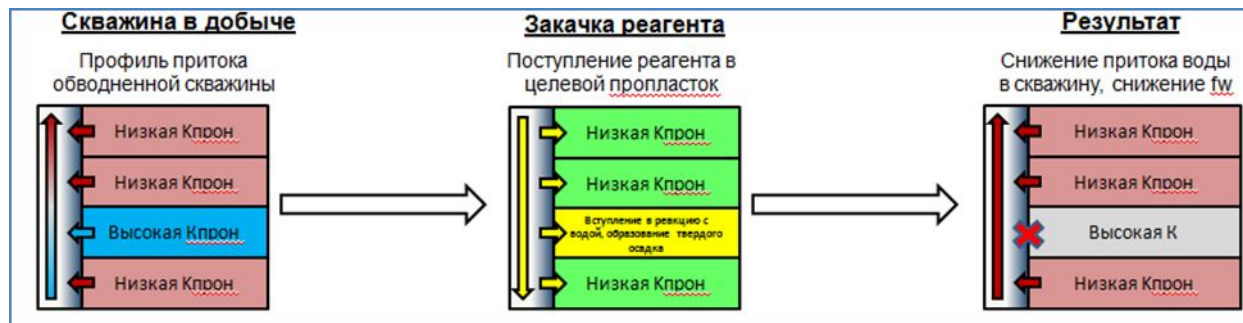 Скважина в добыче
Профиль притока
обводненной скважины
Низкая Кпрон
Низкая Кпрон
Высокая Кпрон
Низкая Кпрон
Закачка реагента
Поступление реагента в
целевой пропласток
Низкая Кпрон
Низкая Кпрон
Вступление в реакцию с
водой, образование твердого
осадка
Низкая Кпрон
Результат
Снижение притока воды
в скважину, снижение fw
Низкая Кпрон
Низкая Кпрон
Высокая К
Низкая Кпрон